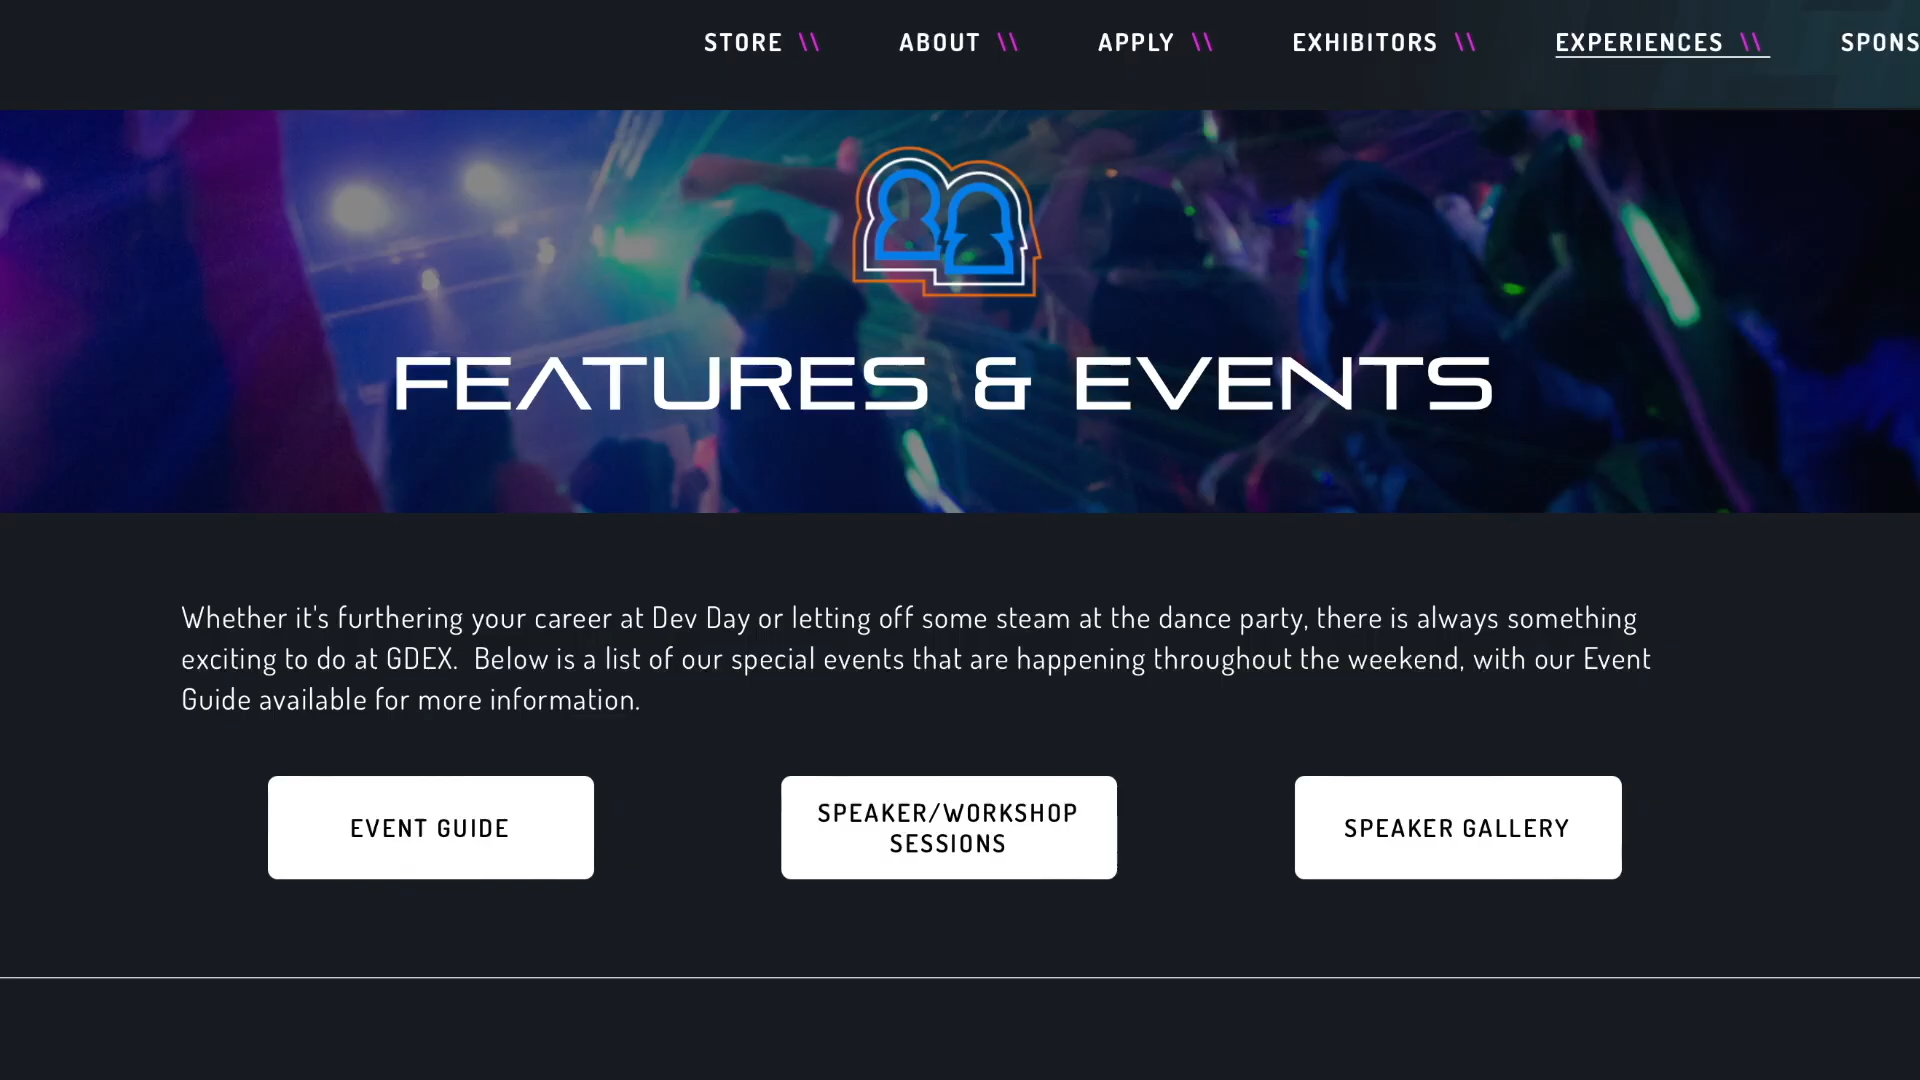 STORE \\ ABOUT \\ APPLY \\ EXHIBITORS \\ EXPERIENCES \\ SPONS
FEATURES & EVENTS
Whether it's furthering your career at Dev Day or letting off some steam at the dance party, there is always something
exciting to do at GDEX.  Below is a list of our special events that are happening throughout the weekend, with our Event
Guide available for more information.
EVENT GUIDE
SPEAKER/WORKSHOP
SESSIONS
SPEAKER GALLERY